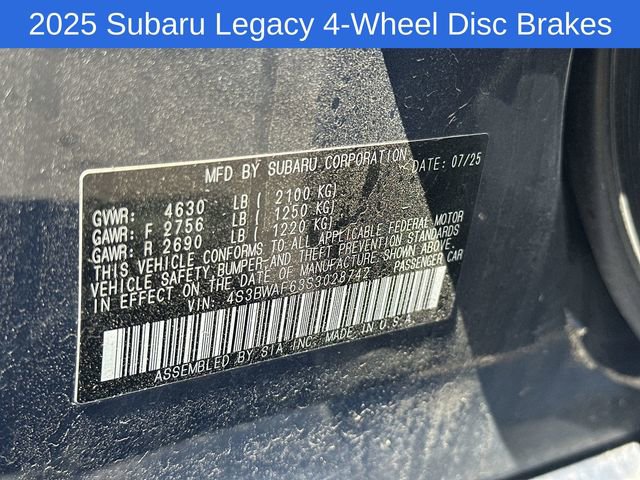 2025 Subaru Legacy 4-Wheel Disc Brakes
MFD BY SUBARU CORPORATION DATE: 07/25
GVWR: 4630 LB ( 2100 KG)
GAWR: F 2756 LB ( 1250 KG)
GAWR: R 2690 LB ( 1220 KG)
THIS VEHICLE CONFORMS TO ALL APPLICABLE FEDERAL MOTOR
VEHICLE SAFETY, BUMPER, AND THEFT PREVENTION STANDARDS
IN EFFECT ON THE DATE OF MANUFACTURE SHOWN ABOVE.
VIN: 4S3BWAF63S3028742 PASSENGER CAR
ASSEMBLED BY SIA INC. MADE IN U.S.A.